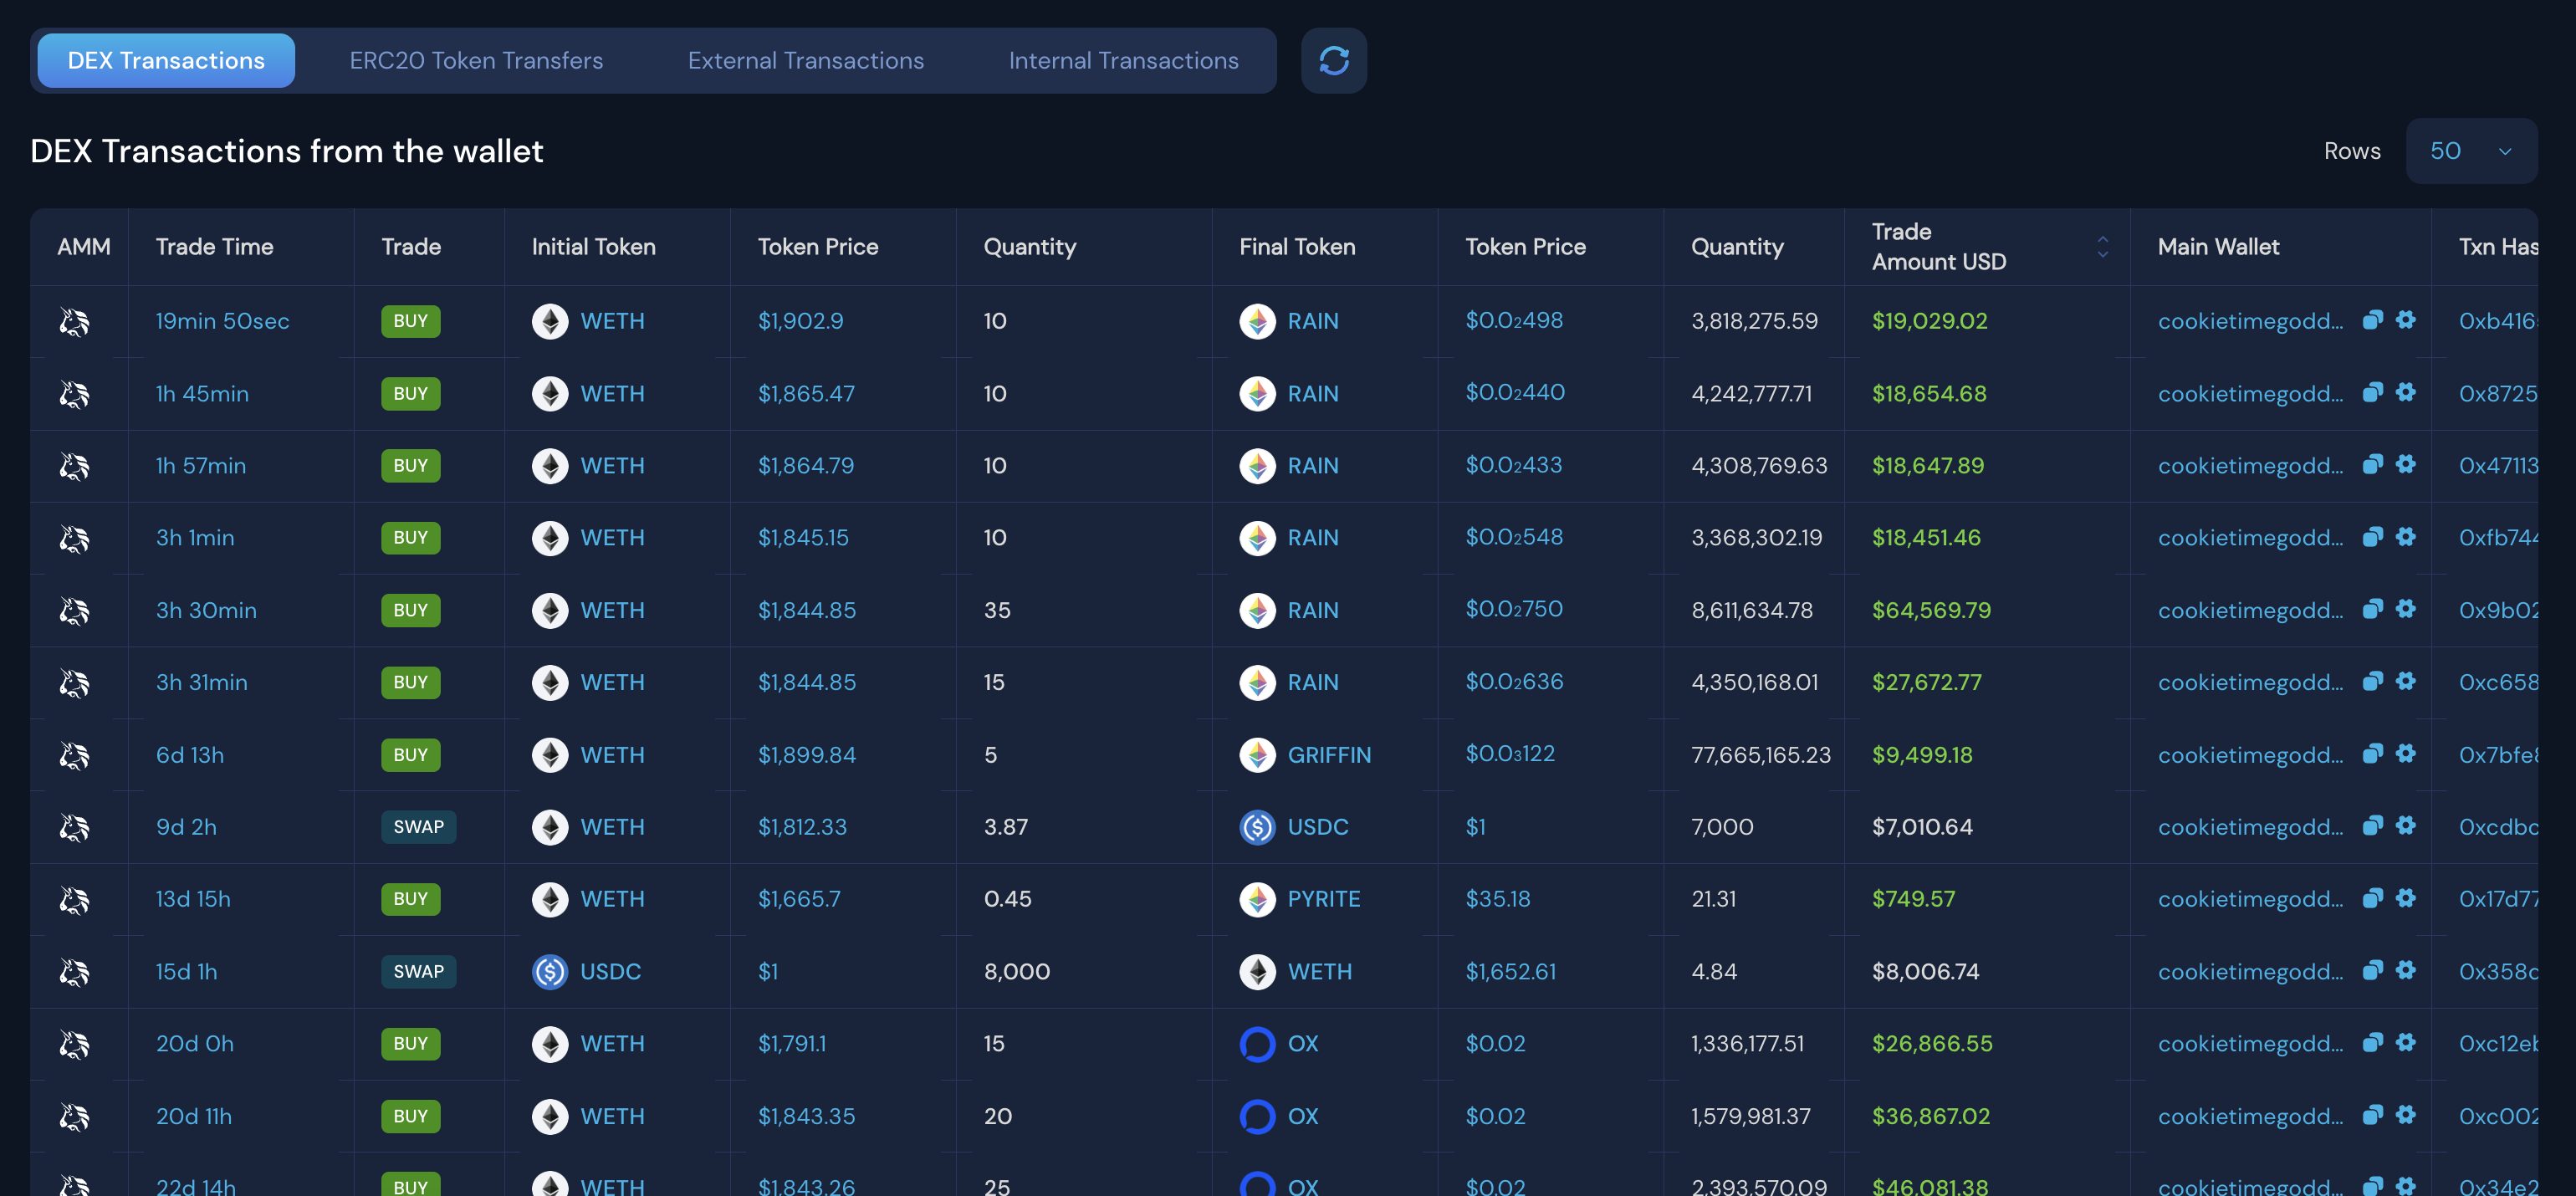 DEX Transactions ERC20 Token Transfers External Transactions Internal Transactions
DEX Transactions from the wallet Rows 50
AMM Trade Time Trade Initial Token Token Price Quantity Final Token Token Price Quantity Trade Amount USD Main Wallet Txn Has
19min 50sec BUY WETH $1,902.9 10 RAIN $0.0₂498 3,818,275.59 $19,029.02 cookietimegodd... 0xb416
1h 45min BUY WETH $1,865.47 10 RAIN $0.0₂440 4,242,777.71 $18,654.68 cookietimegodd... 0x8725
1h 57min BUY WETH $1,864.79 10 RAIN $0.0₂433 4,308,769.63 $18,647.89 cookietimegodd... 0x47113
3h 1min BUY WETH $1,845.15 10 RAIN $0.0₂548 3,368,302.19 $18,451.46 cookietimegodd... 0xfb744
3h 30min BUY WETH $1,844.85 35 RAIN $0.0₂750 8,611,634.78 $64,569.79 cookietimegodd... 0x9b02
3h 31min BUY WETH $1,844.85 15 RAIN $0.0₂636 4,350,168.01 $27,672.77 cookietimegodd... 0xc658
6d 13h BUY WETH $1,899.84 5 GRIFFIN $0.0₃122 77,665,165.23 $9,499.18 cookietimegodd... 0x7bfe
9d 2h SWAP WETH $1,812.33 3.87 USDC $1 7,000 $7,010.64 cookietimegodd... 0xcdbc
13d 15h BUY WETH $1,665.7 0.45 PYRITE $35.18 21.31 $749.57 cookietimegodd... 0x17d77
15d 1h SWAP USDC $1 8,000 WETH $1,652.61 4.84 $8,006.74 cookietimegodd... 0x358c
20d 0h BUY WETH $1,791.1 15 OX $0.02 1,336,177.51 $26,866.55 cookietimegodd... 0xc12eb
20d 11h BUY WETH $1,843.35 20 OX $0.02 1,579,981.37 $36,867.02 cookietimegodd... 0xc002
22d 14h BUY WETH $1,843.26 25 OX $0.02 2,393,570.09 $46,081.38 cookietimegodd... 0x34e2